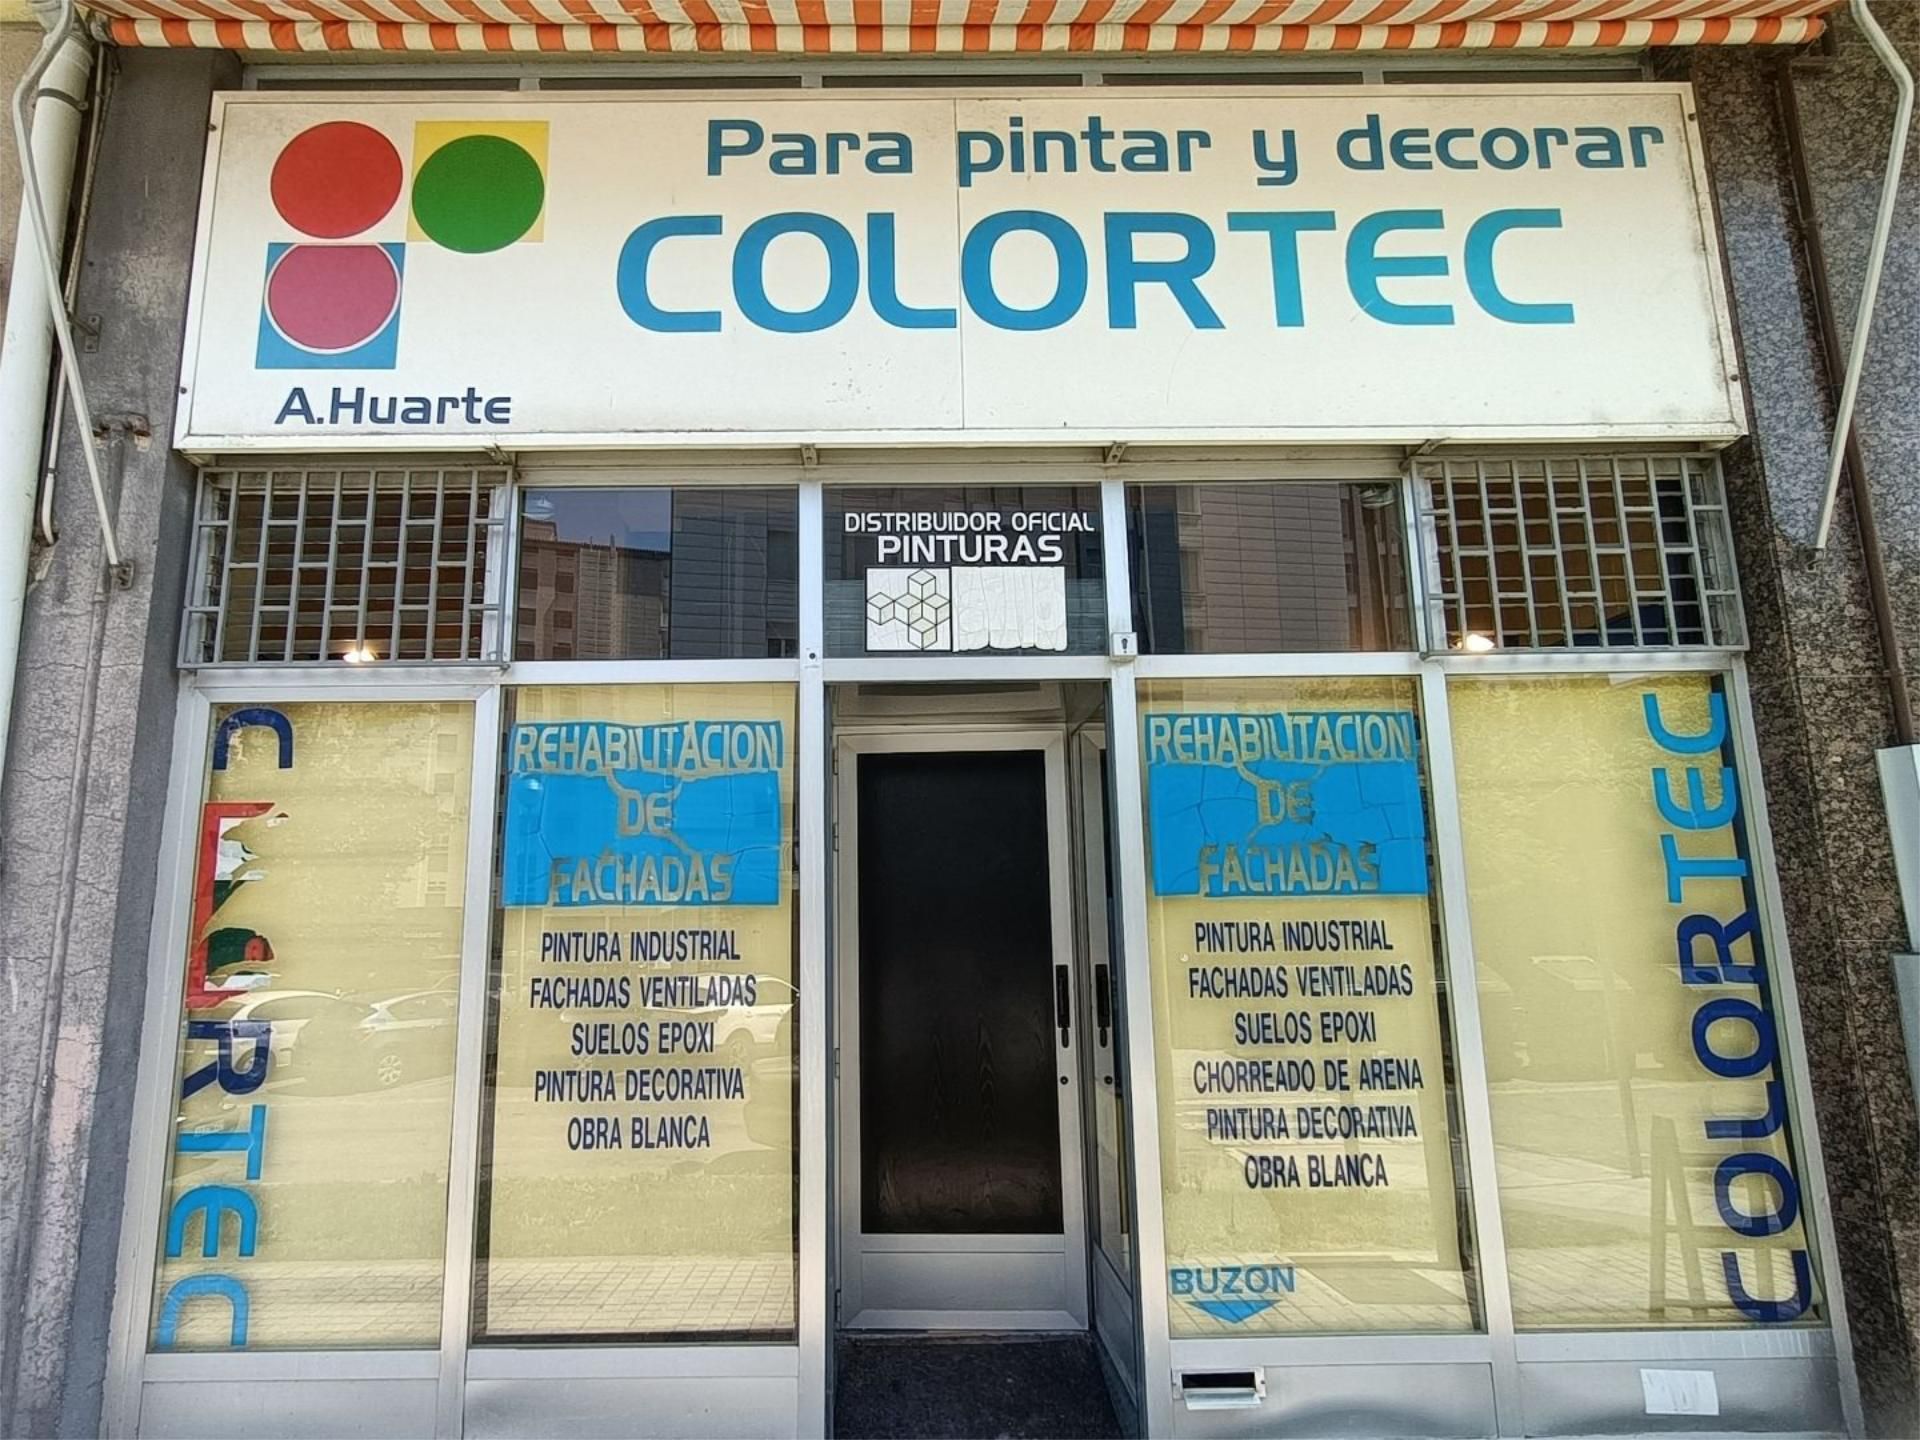 Para pintar y decorar
COLORTEC
A.Huarte
DISTRIBUIDOR OFICIAL
PINTURAS
REHABILITACION
DE
FACHADAS
PINTURA INDUSTRIAL
FACHADAS VENTILADAS
SUELOS EPOXI
PINTURA DECORATIVA
OBRA BLANCA
REHABILITACION
DE
FACHADAS
PINTURA INDUSTRIAL
FACHADAS VENTILADAS
SUELOS EPOXI
CHORREADO DE ARENA
PINTURA DECORATIVA
OBRA BLANCA
BUZON
COLORTEC